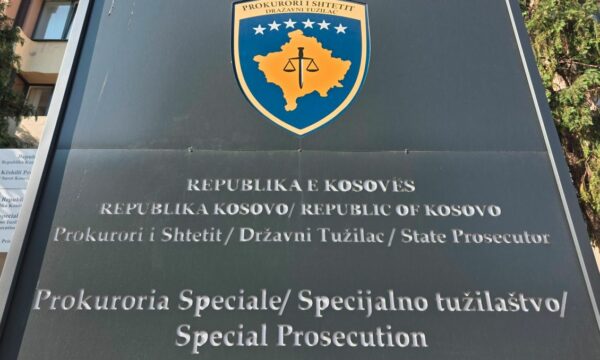 PROKURORI I SHTETIT
DRŽAVNI TUŽILAC
REPUBLIKA E KOSOVËS
REPUBLIKA KOSOVO/ REPUBLIC OF KOSOVO
Prokurori i Shtetit / Državni Tužilac / State Prosecutor
Prokuroria Speciale/ Specijalno tužilaštvo/
Special Prosecution